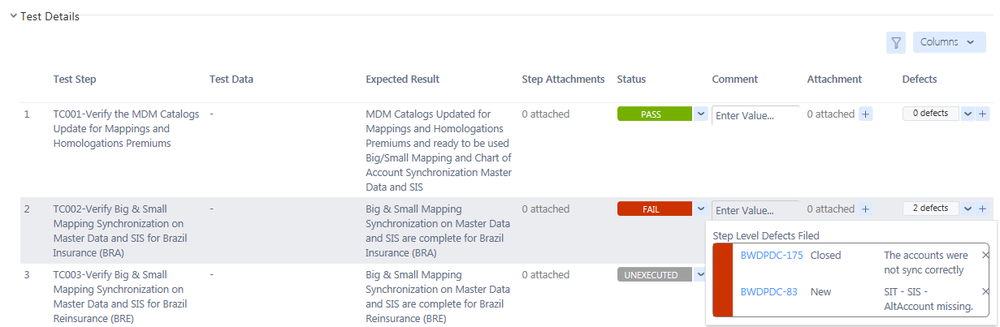 Test Details
Columns
Test Step Test Data Expected Result Step Attachments Status Comment Attachment Defects
1 TC001-Verify the MDM Catalogs - MDM Catalogs Updated for 0 attached PASS Enter Value... 0 attached + 0 defects +
Update for Mappings and Mappings and Homologations
Homologations Premiums Premiums and ready to be used
Big/Small Mapping and Chart of
Account Synchronization Master
Data and SIS
2 TC002-Verify Big & Small - Big & Small Mapping 0 attached FAIL Enter Value... 0 attached + 2 defects +
Mapping Synchronization on Synchronization on Master Data
Master Data and SIS for Brazil and SIS are complete for Brazil
Insurance (BRA) Insurance (BRA)
Step Level Defects Filed
BWDPDC-175 Closed The accounts were
not sync correctly
BWDPDC-83 New SIT - SIS -
AltAccount missing.
3 TC003-Verify Big & Small - Big & Small Mapping 0 attached UNEXECUTED
Mapping Synchronization on Synchronization on Master Data
Master Data and SIS for Brazil and SIS are complete for Brazil
Reinsurance (BRE) Reinsurance (BRE)